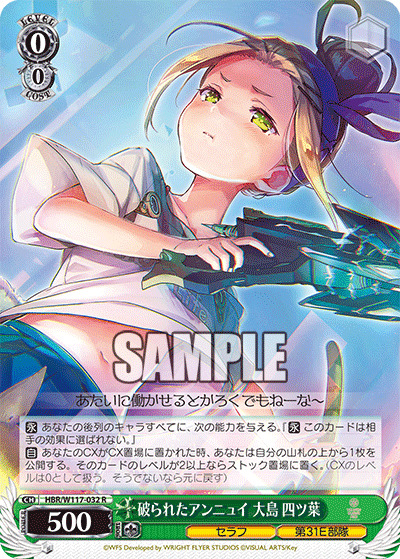 LEVEL
0
0
COST
SAMPLE
あたいに働かせるとかろくでもねーな〜
永 あなたの後列のキャラすべてに、次の能力を与える。『永 このカードは相
手の効果に選ばれない。』
自 あなたのCXがCX置場に置かれた時、あなたは自分の山札の上から1枚を
公開する。そのカードのレベルが2以上ならストック置場に置く。(CXのレベ
ルは0として扱う。そうでないなら元に戻す)
CH HBR/W117-032 R
500
破られたアンニュイ 大島 四ツ葉
セラフ 第31E部隊
©WFS Developed by WRIGHT FLYER STUDIOS ©VISUAL ARTS/Key